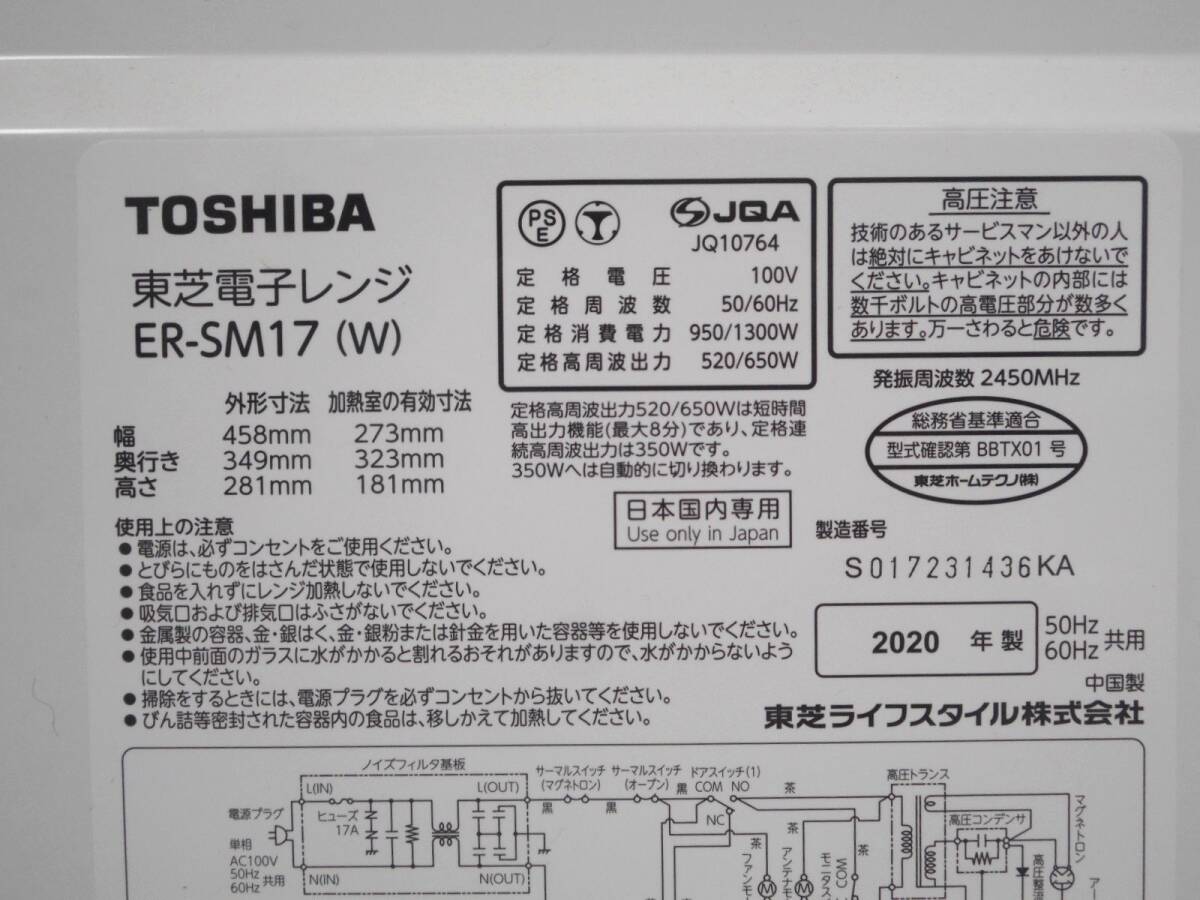 TOSHIBA
東芝電子レンジ
ER-SM17 (W)
外形寸法 加熱室の有効寸法
幅 458mm 273mm
奥行き 349mm 323mm
高さ 281mm 181mm
PS
E
JQA
JQ10764
定格電圧 100V
定格周波数 50/60Hz
定格消費電力 950/1300W
定格高周波出力 520/650W
定格高周波出力520/650Wは短時間
高出力機能(最大8分)であり、定格連
続高周波出力は350Wです。
350Wへは自動的に切り換わります。
日本国内専用
Use only in Japan
高圧注意
技術のあるサービスマン以外の人
は絶対にキャビネットをあけないで
ください。キャビネットの内部には
数千ボルトの高電圧部分が数多く
あります。万一さわると危険です。
発振周波数 2450MHz
総務省基準適合
型式確認第 BBTX01 号
東芝ホームテクノ(株)
製造番号
S017231436KA
2020 年製
50Hz
60Hz 共用
中国製
東芝ライフスタイル株式会社
使用上の注意
● 電源は、必ずコンセントをご使用ください。
● とびらにものをはさんだ状態で使用しないでください。
● 食品を入れずにレンジ加熱しないでください。
● 吸気口および排気口はふさがないでください。
● 金属製の容器、金・銀はく、金・銀粉または針金を用いた容器等を使用しないでください。
● 使用中前面のガラスに水がかかると割れるおそれがありますので、水がかからないよう
にしてください。
● 掃除をするときには、電源プラグを必ずコンセントから抜いてください。
● びん詰等密封された容器内の食品は、移しかえて加熱してください。
ノイズフィルタ基板
L(IN)
L(OUT)
電源プラグ
ヒューズ
17A
単相
AC100V
50Hz
60Hz 共用
N(IN)
N(OUT)
サーマルスイッチ
(マグネトロン)
サーマルスイッチ
(オーブン)
ドアスイッチ(1)
黒
黒
COM
NO
NC
茶
茶
茶
茶
ファンモ
アンテナモ
モニタス
COM
M
M
高圧トランス
高圧コンデンサ
高圧整流
マグネトロン
アー